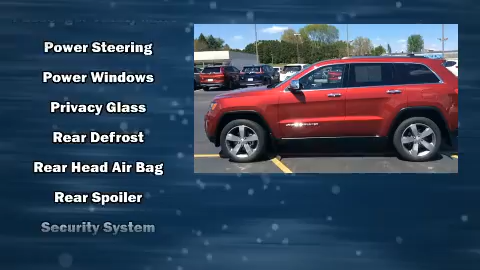 Power Steering
Power Windows
Privacy Glass
Rear Defrost
Rear Head Air Bag
Rear Spoiler
Security System